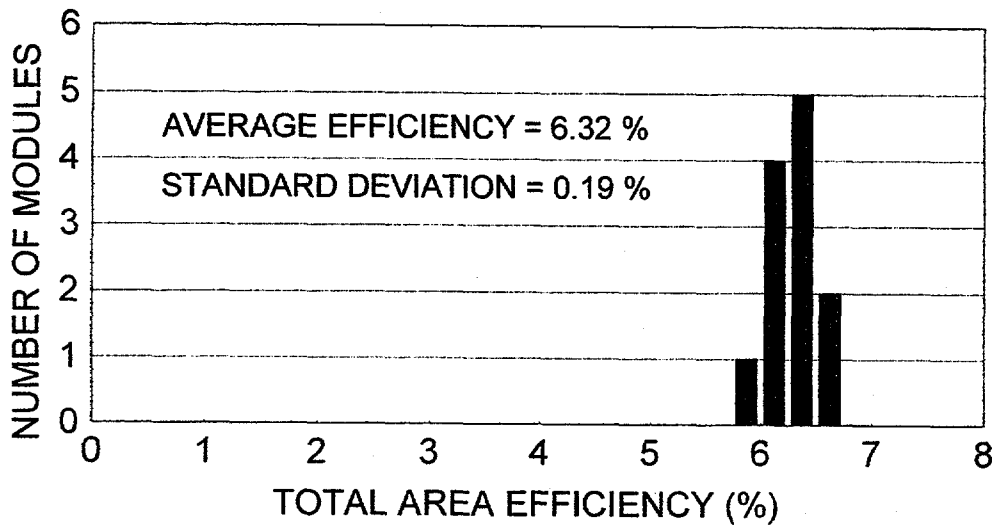 NUMBER OF MODULES
6
5
4
3
2
1
0
AVERAGE EFFICIENCY = 6.32 %
STANDARD DEVIATION = 0.19 %
0 1 2 3 4 5 6 7 8
TOTAL AREA EFFICIENCY (%)